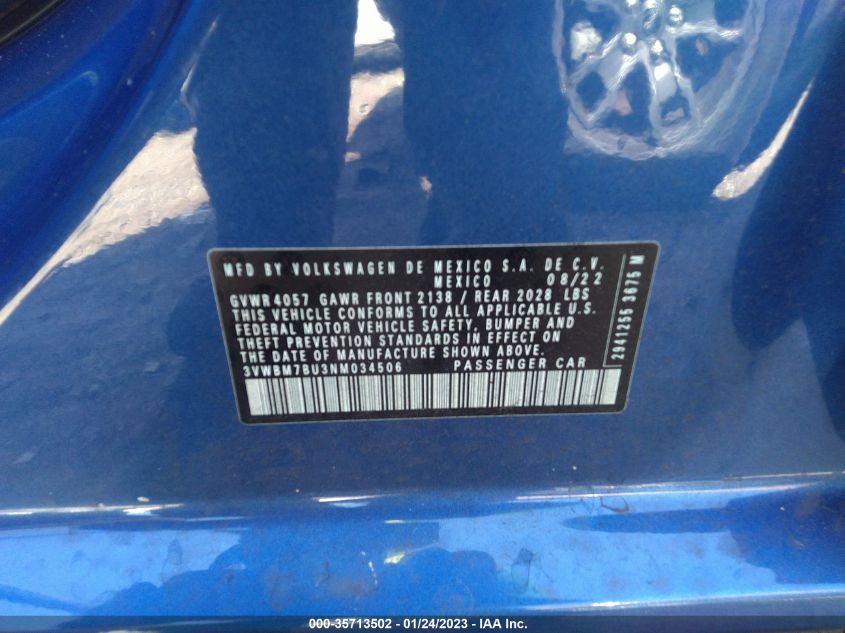 MFD BY VOLKSWAGEN DE MEXICO S.A. DE C.V.
MEXICO 08/22
GVWR 4057 GAWR FRONT 2138 / REAR 2028 LBS
THIS VEHICLE CONFORMS TO ALL APPLICABLE U.S.
FEDERAL MOTOR VEHICLE SAFETY, BUMPER AND
THEFT PREVENTION STANDARDS IN EFFECT ON
THE DATE OF MANUFACTURE SHOWN ABOVE.
3VWBM7BU3NM034506 PASSENGER CAR
2941255 3675 M
000-35713502 - 01/24/2023 - © IAA Inc.